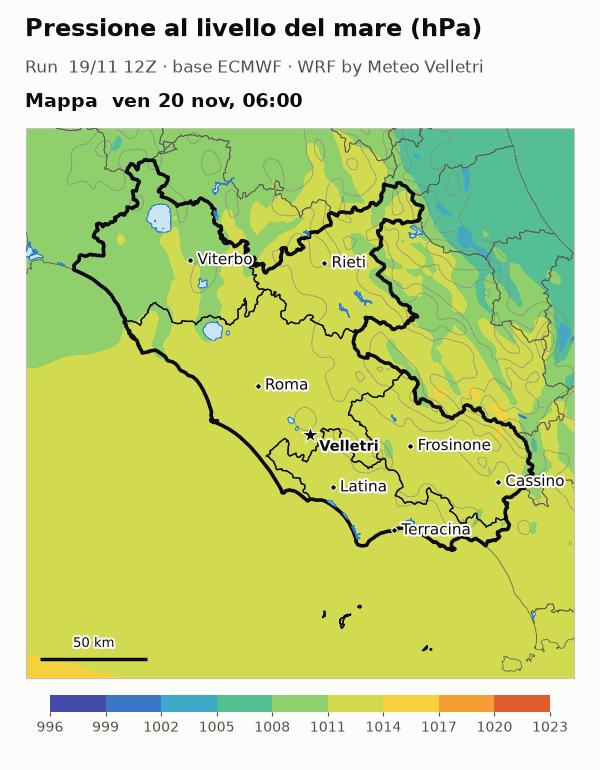 Pressione al livello del mare (hPa)
Run  19/11 12Z · base ECMWF · WRF by Meteo Velletri
Mappa  ven 20 nov, 06:00
Viterbo
Rieti
Roma
Velletri
Frosinone
Latina
Cassino
Terracina
50 km
996 999 1002 1005 1008 1011 1014 1017 1020 1023